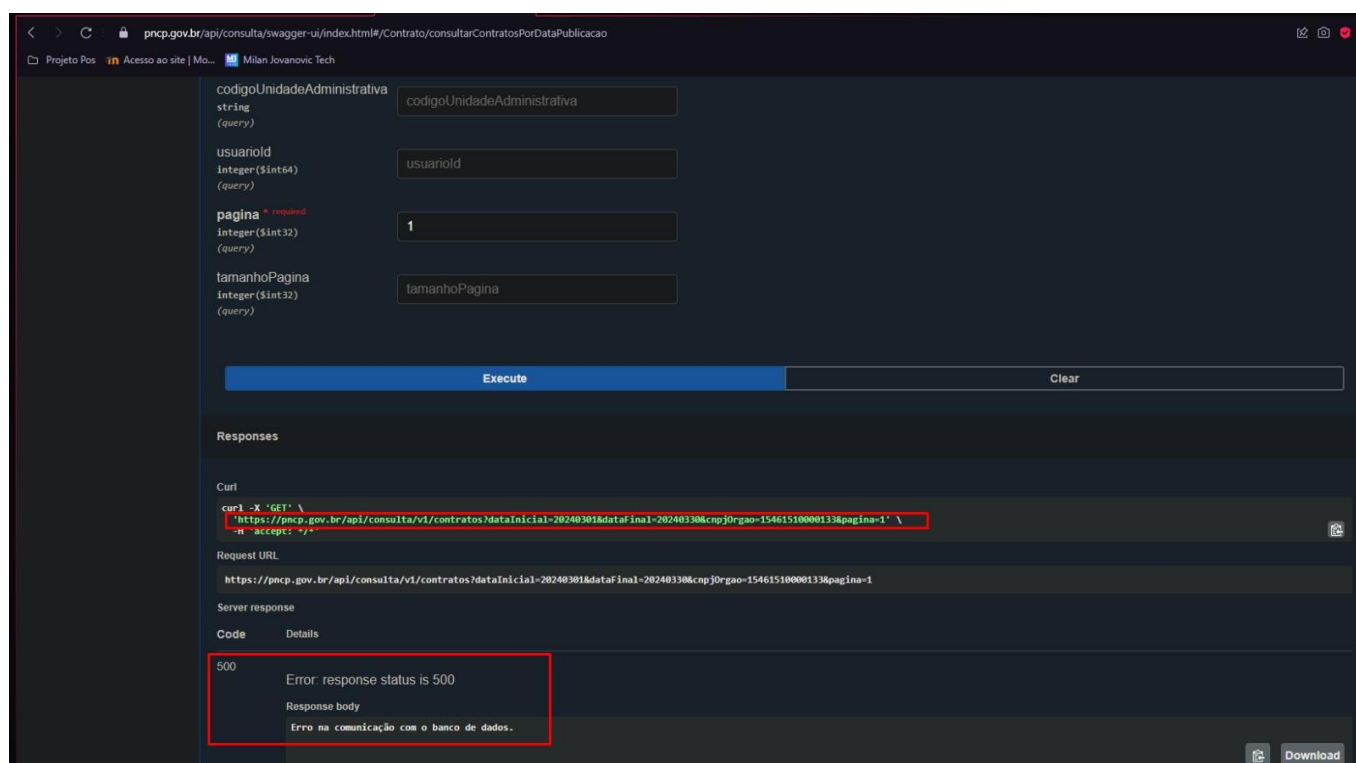 pncp.gov.br/api/consulta/swagger-ui/index.html#/Contrato/consultarContratosPorDataPublicacao
Projeto Pos
Acesso ao site | Mo...
Milan Jovanovic Tech
codigoUnidadeAdministrativa
string
(query)
codigoUnidadeAdministrativa
usuarioId
integer($int64)
(query)
usuarioId
pagina * required
integer($int32)
(query)
1
tamanhoPagina
integer($int32)
(query)
tamanhoPagina
Execute
Clear
Responses
Curl
curl -X 'GET' \
'https://pncp.gov.br/api/consulta/v1/contratos?dataInicial=20240301&dataFinal=20240330&cnpjOrgao=15461510000133&pagina=1' \
-H 'accept: */*'
Request URL
https://pncp.gov.br/api/consulta/v1/contratos?dataInicial=20240301&dataFinal=20240330&cnpjOrgao=15461510000133&pagina=1
Server response
Code
Details
500
Error: response status is 500
Response body
Erro na comunicação com o banco de dados.
Download